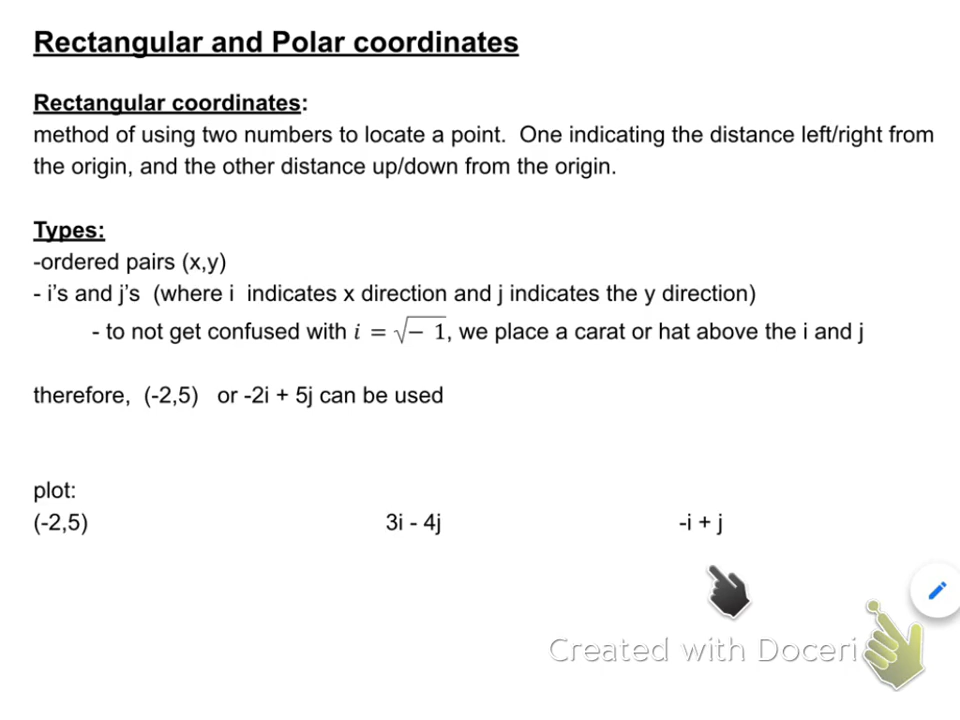 Rectangular and Polar coordinates
Rectangular coordinates:
method of using two numbers to locate a point.  One indicating the distance left/right from
the origin, and the other distance up/down from the origin.
Types:
-ordered pairs (x,y)
- i's and j's  (where i  indicates x direction and j indicates the y direction)
- to not get confused with i = √− 1, we place a carat or hat above the i and j
therefore,  (-2,5)   or -2i + 5j can be used
plot:
(-2,5) 3i - 4j -i + j
Created with Doceri